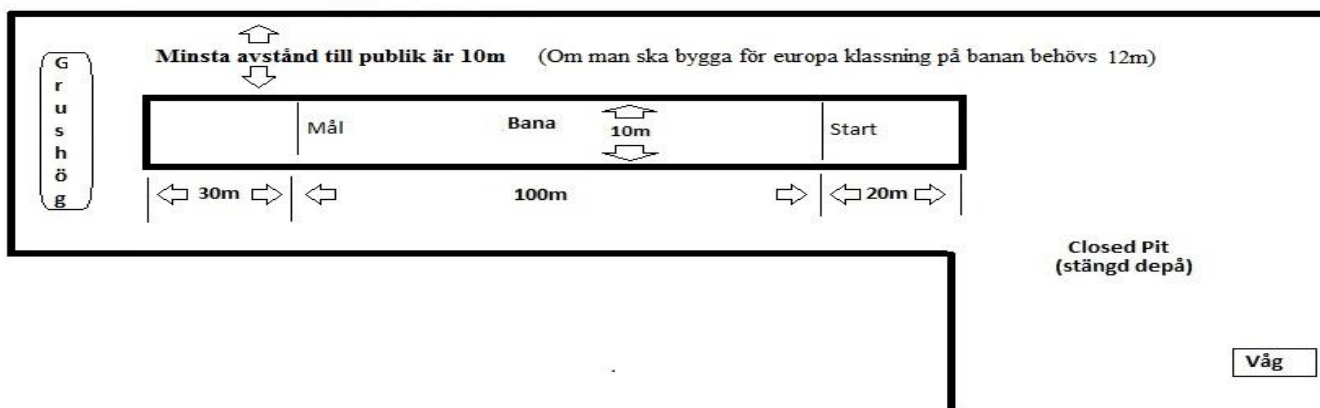 Minsta avstånd till publik är 10m (Om man ska bygga för europa klassning på banan behövs 12m)
Grushög
Mål
Bana
10m
Start
30m
100m
20m
Closed Pit
(stängd depå)
Våg